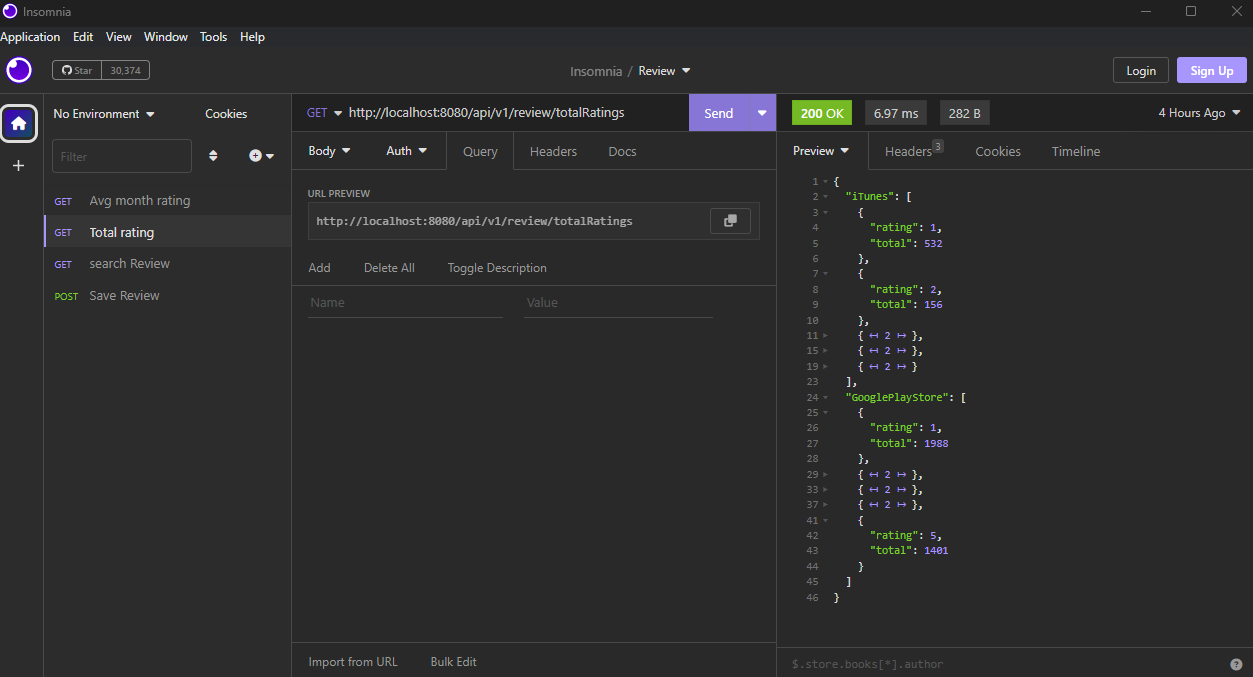 Insomnia
Application Edit View Window Tools Help
Star 30,374
Insomnia / Review
Login Sign Up
No Environment Cookies
Filter
GET Avg month rating
GET Total rating
GET search Review
POST Save Review
GET http://localhost:8080/api/v1/review/totalRatings Send
Body Auth Query Headers Docs
URL PREVIEW
http://localhost:8080/api/v1/review/totalRatings
Add Delete All Toggle Description
Name Value
Import from URL Bulk Edit
200 OK 6.97 ms 282 B 4 Hours Ago
Preview Headers 3 Cookies Timeline
1 {
2 "iTunes": [
3 {
4 "rating": 1,
5 "total": 532
6 },
7 {
8 "rating": 2,
9 "total": 156
10 },
11 { ↤ 2 ↦ },
15 { ↤ 2 ↦ },
19 { ↤ 2 ↦ }
23 ],
24 "GooglePlayStore": [
25 {
26 "rating": 1,
27 "total": 1988
28 },
29 { ↤ 2 ↦ },
33 { ↤ 2 ↦ },
37 { ↤ 2 ↦ },
41 {
42 "rating": 5,
43 "total": 1401
44 }
45 ]
46 }
$.store.books[*].author ?